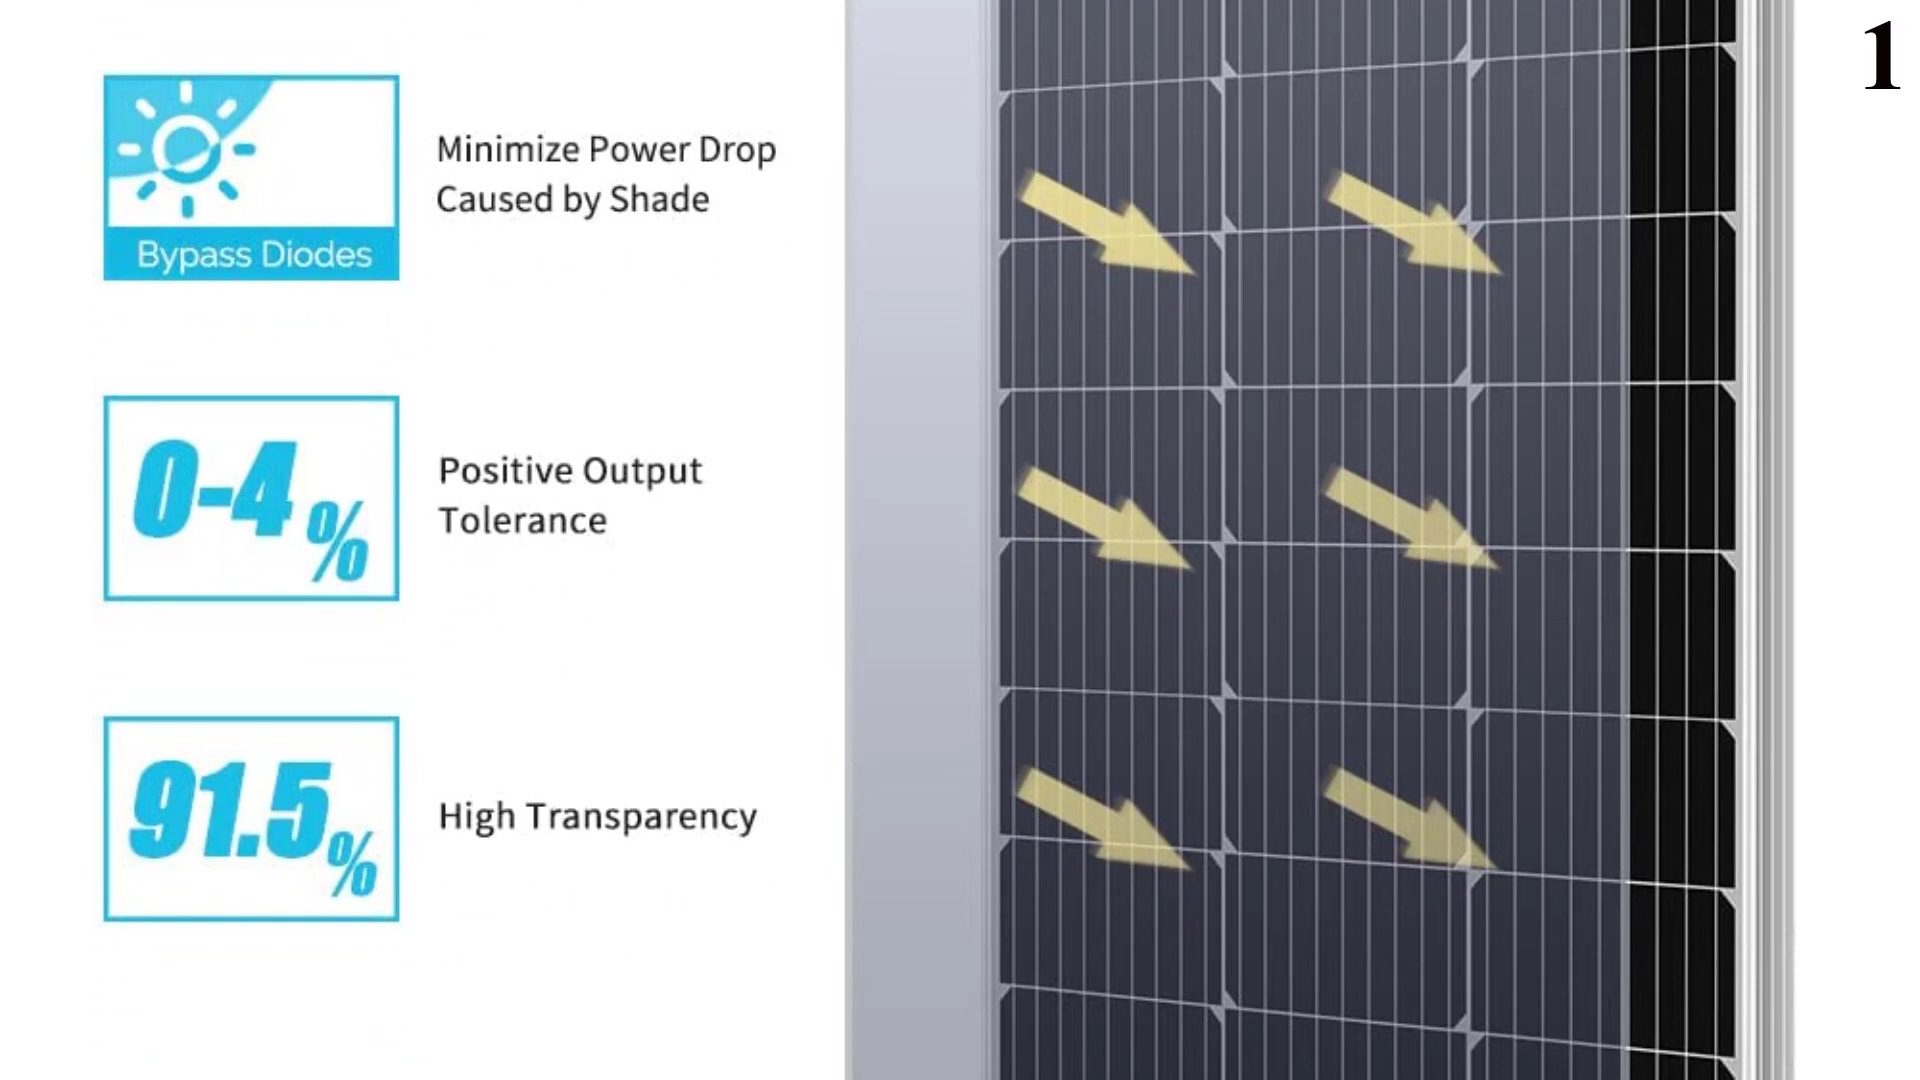 1
Bypass Diodes
Minimize Power Drop
Caused by Shade
0-4%
Positive Output
Tolerance
91.5%
High Transparency